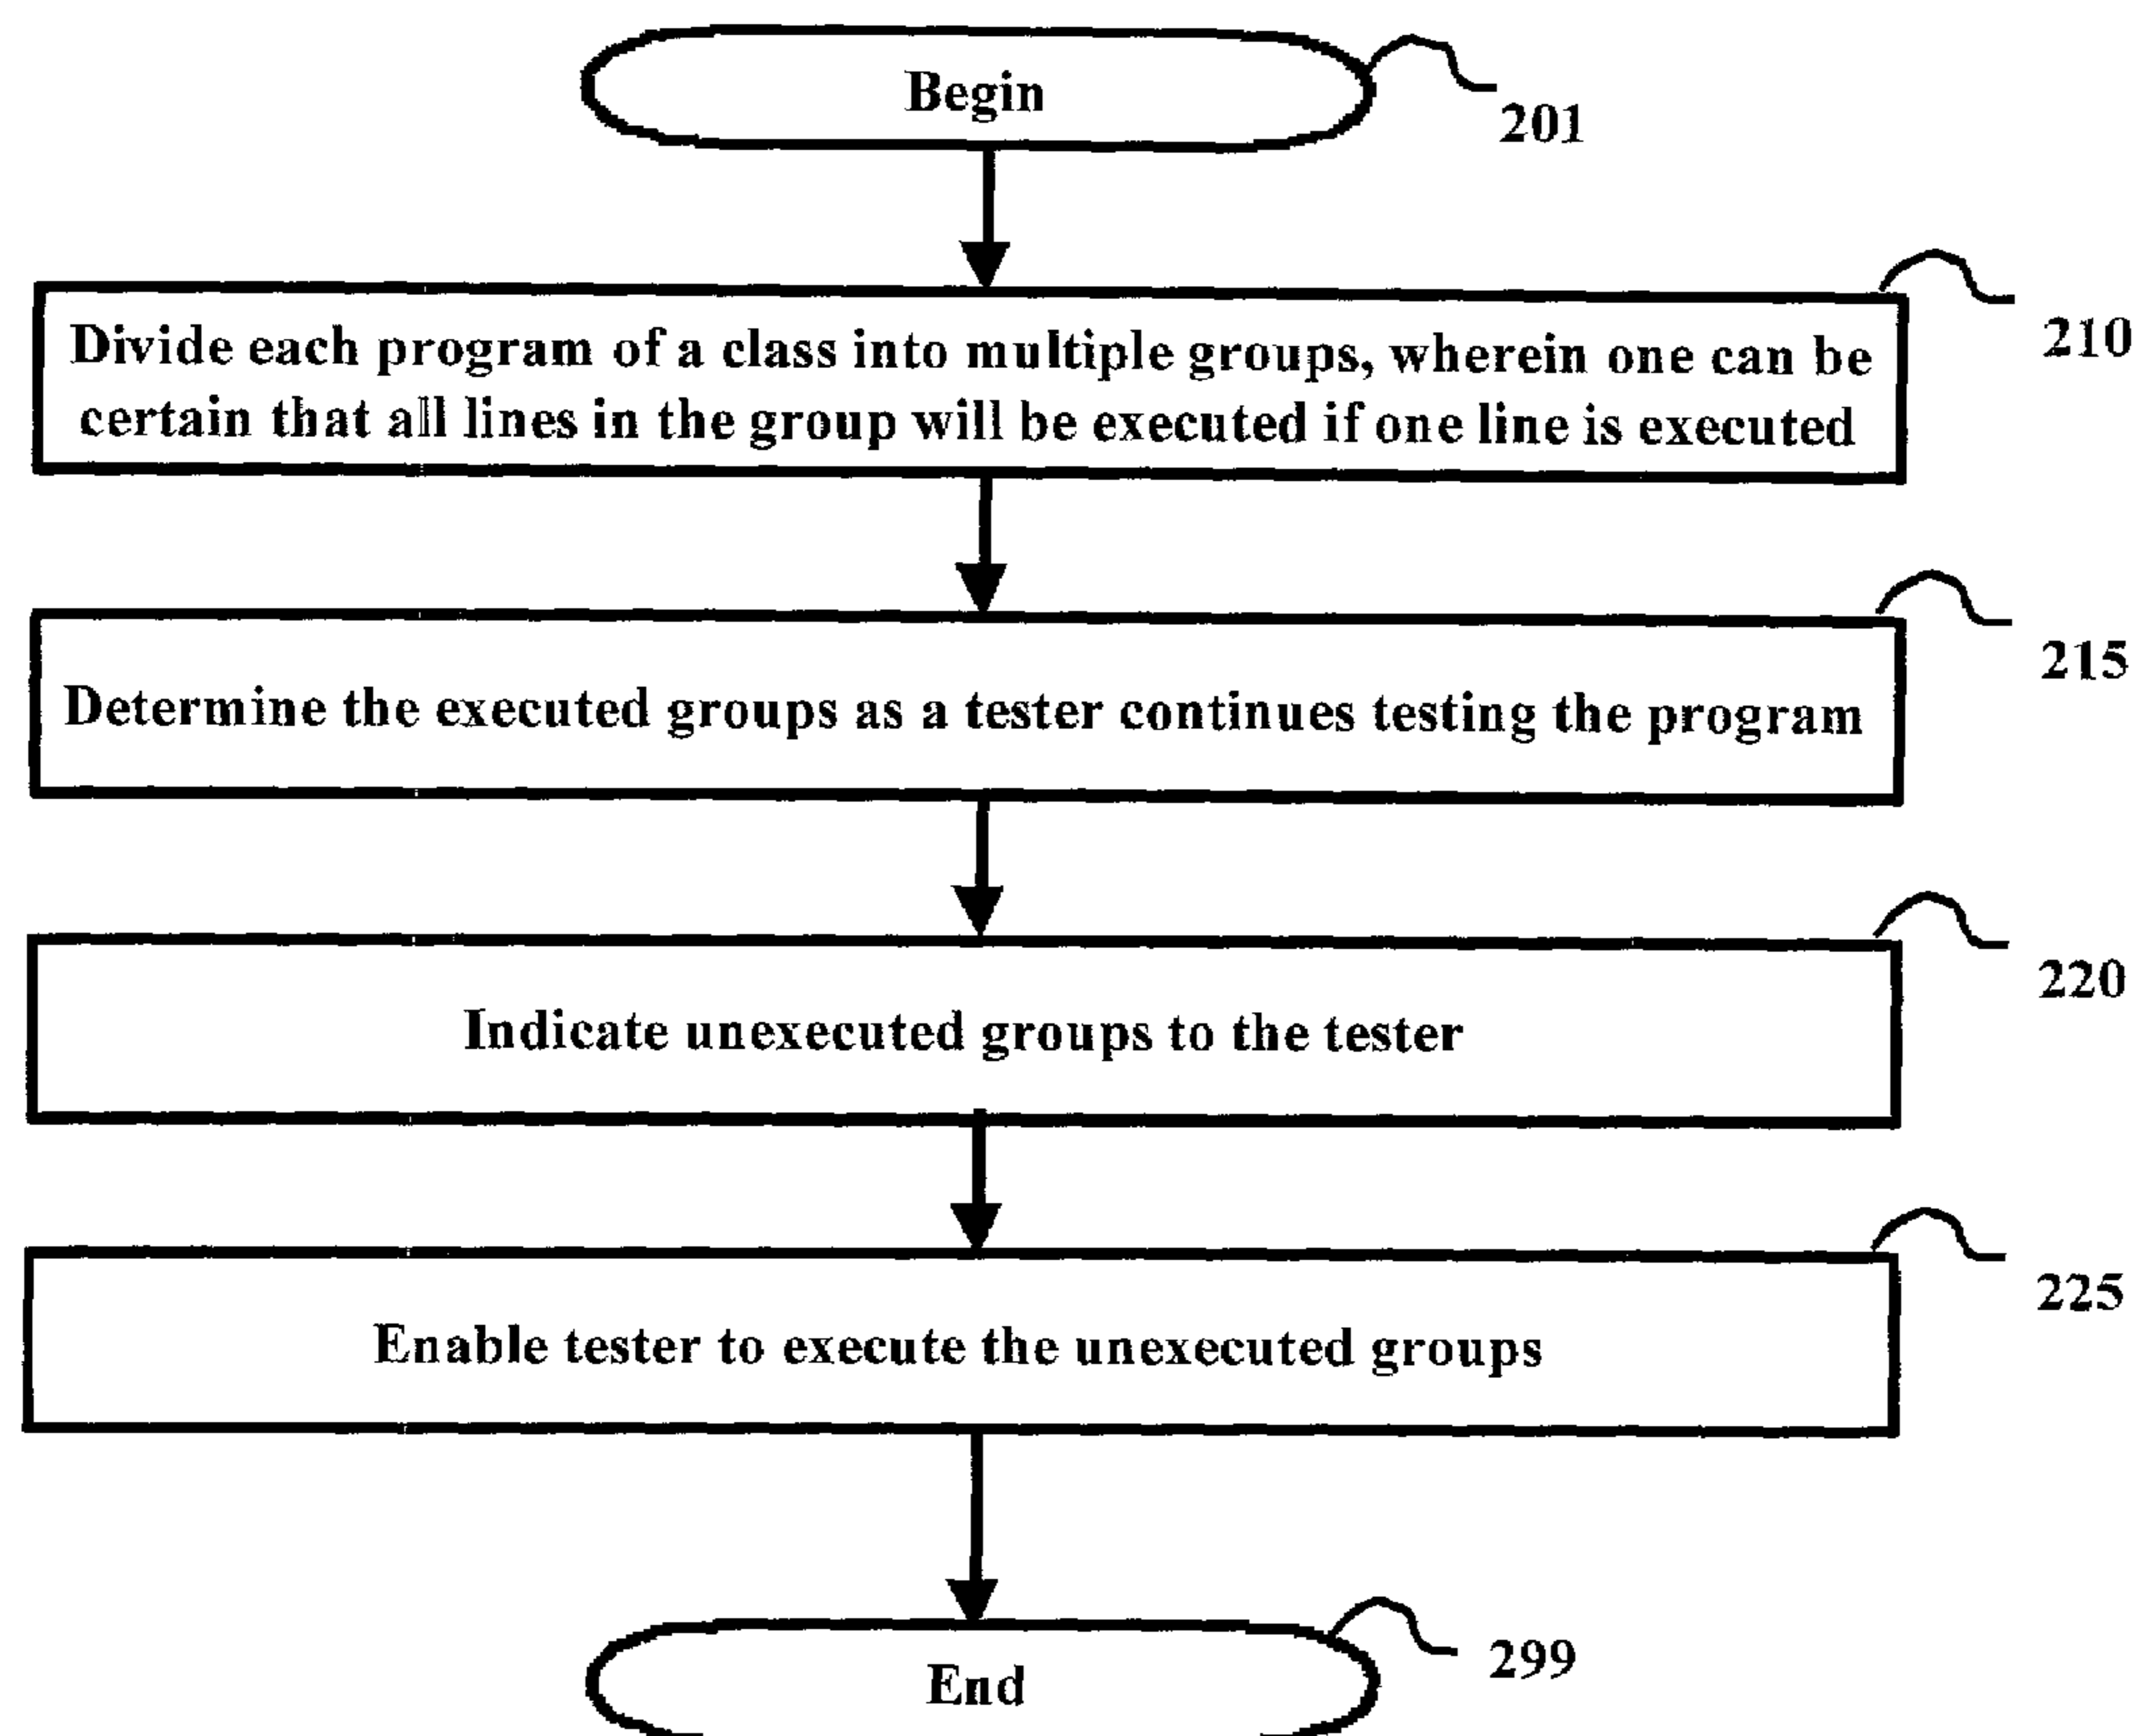 Begin
201
210
Divide each program of a class into multiple groups, wherein one can be
certain that all lines in the group will be executed if one line is executed
215
Determine the executed groups as a tester continues testing the program
220
Indicate unexecuted groups to the tester
225
Enable tester to execute the unexecuted groups
299
End